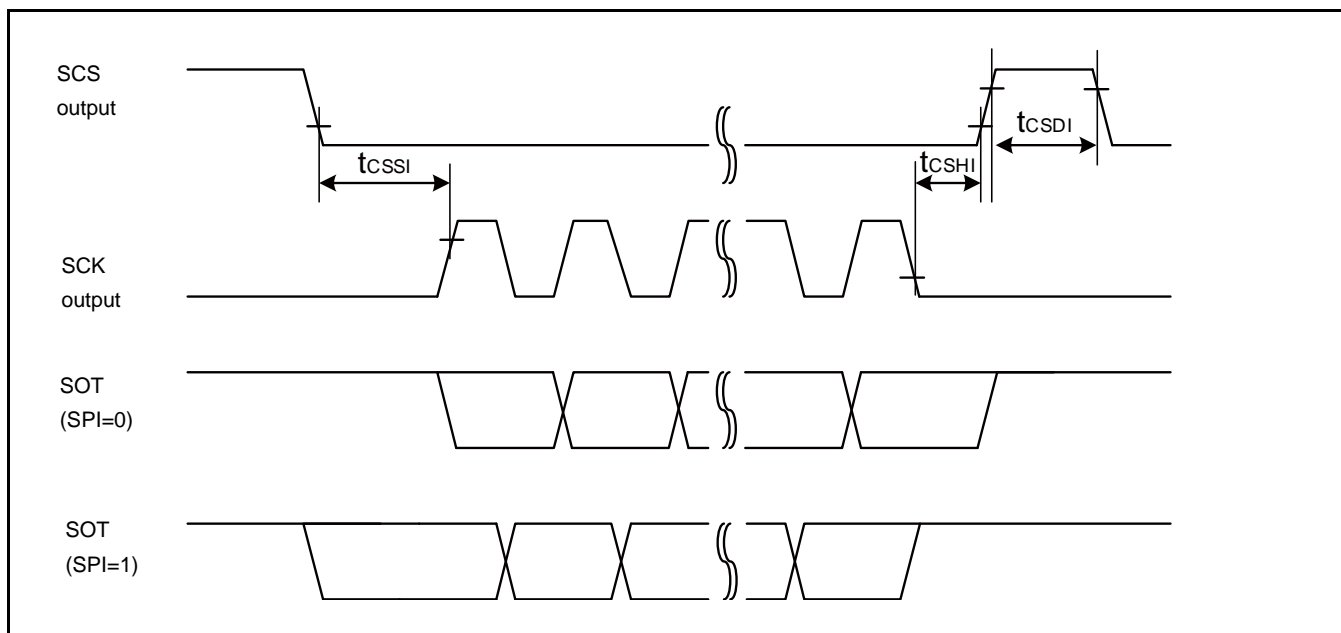 SCS
output
tCSDI
tCSSI
tCSHI
SCK
output
SOT
(SPI=0)
SOT
(SPI=1)